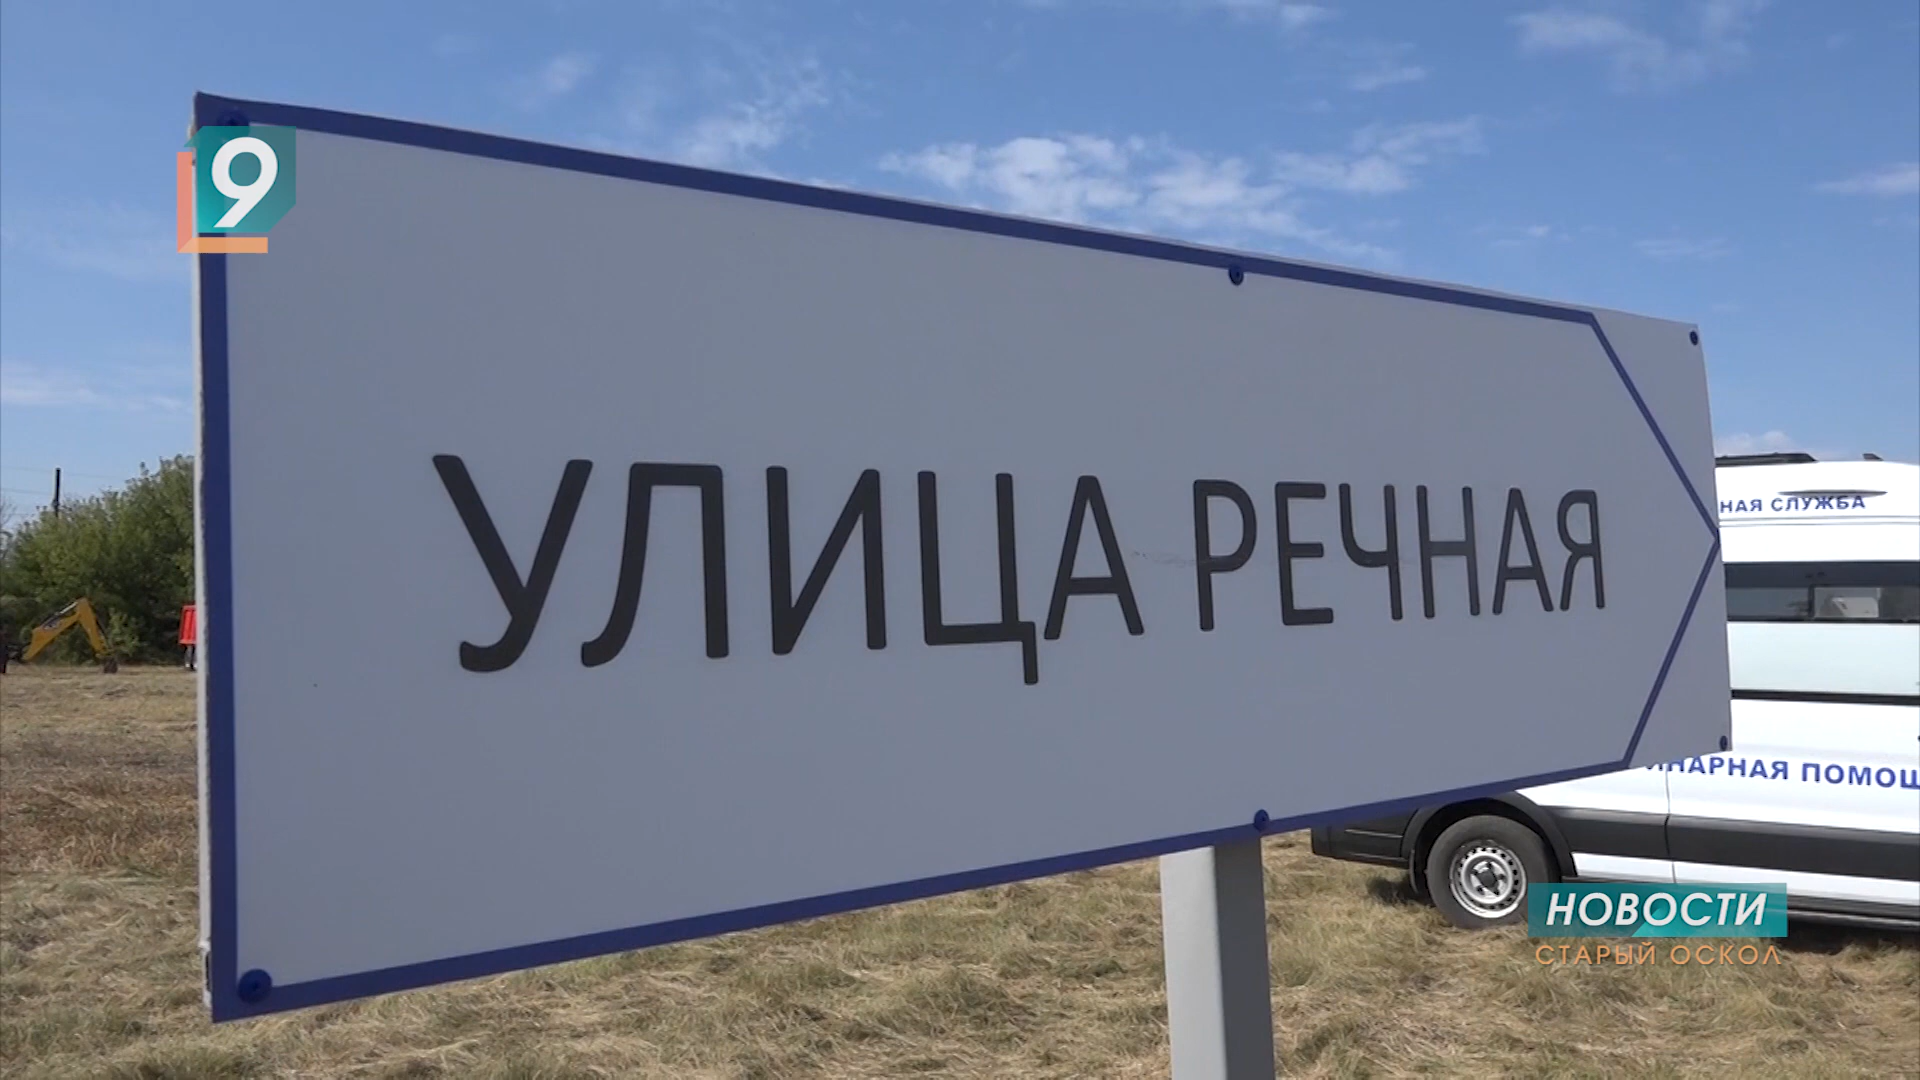 9
УЛИЦА РЕЧНАЯ
НАЯ СЛУЖБА
ИНАРНАЯ ПОМОЩ
НОВОСТИ
СТАРЫЙ ОСКОЛ